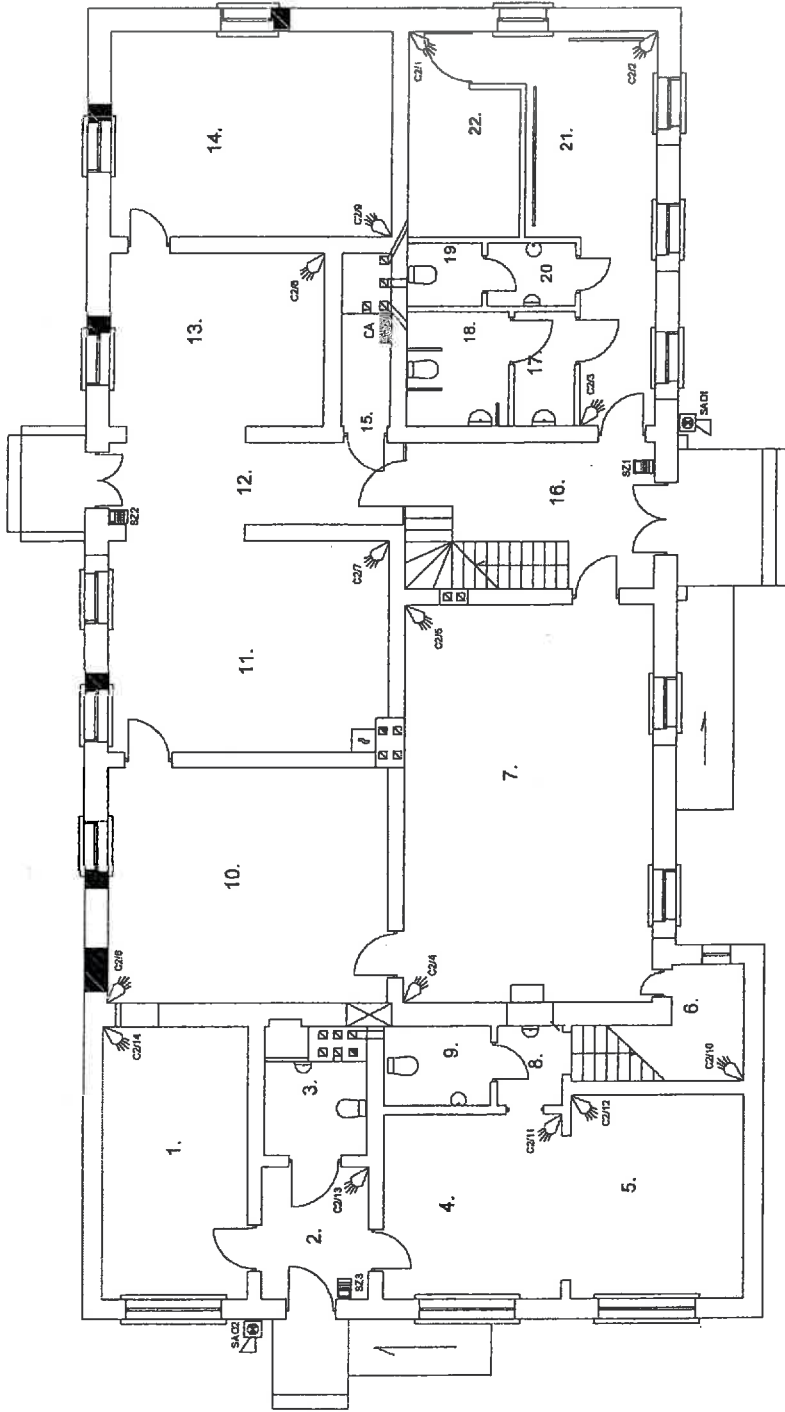 SAO2
1.
C2/14
C2/6
10.
11.
SZ2
12.
13.
14.
C2/8
C2/9
C2/7
2.
SZ3
C2/13
3.
15.
CA
4.
C2/11
9.
8.
C2/4
7.
C2/5
16.
SZ1
C2/3
18.
17.
19
20
22.
C2/1
21.
C2/2
5.
C2/12
C2/10
6.
SAO1